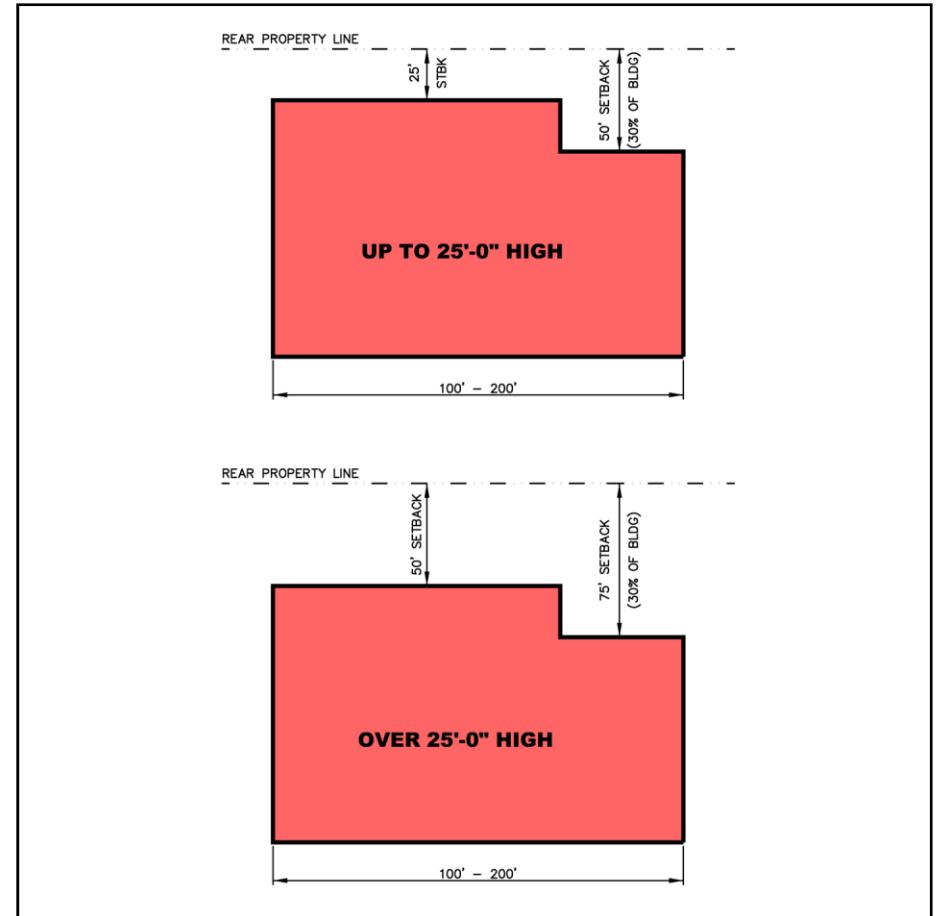 REAR PROPERTY LINE
25'
STBK
50' SETBACK
(30% OF BLDG)
UP TO 25'-0" HIGH
100' – 200'
REAR PROPERTY LINE
50' SETBACK
75' SETBACK
(30% OF BLDG)
OVER 25'-0" HIGH
100' – 200'